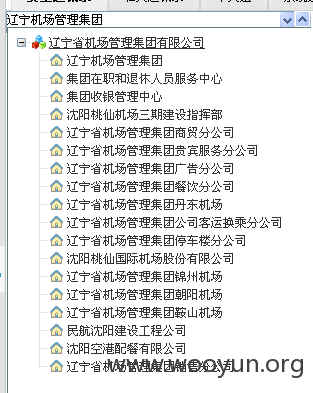 辽宁机场管理集团
辽宁省机场管理集团有限公司
辽宁机场管理集团
集团在职和退休人员服务中心
集团收银管理中心
沈阳桃仙机场三期建设指挥部
辽宁省机场管理集团商贸分公司
辽宁省机场管理集团贵宾服务分公司
辽宁省机场管理集团广告分公司
辽宁省机场管理集团餐饮分公司
辽宁省机场管理集团丹东机场
辽宁省机场管理集团公司客运换乘分公司
辽宁省机场管理集团停车楼分公司
沈阳桃仙国际机场股份有限公司
辽宁省机场管理集团锦州机场
辽宁省机场管理集团朝阳机场
辽宁省机场管理集团鞍山机场
民航沈阳建设工程公司
沈阳空港配餐有限公司
辽宁省机场管理集团 分公司
www.wooyun.org